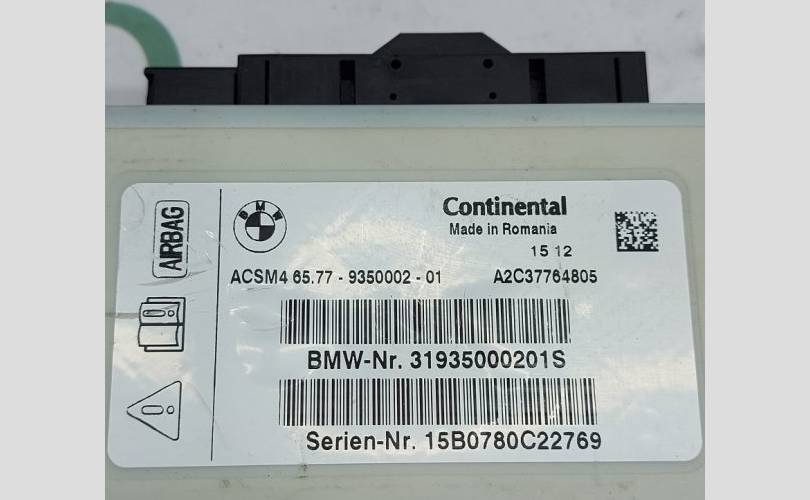 AIRBAG
BMW
Continental
Made in Romania
15 12
ACSM4 65.77 - 9350002 - 01 A2C37764805
BMW-Nr. 31935000201S
Serien-Nr. 15B0780C22769